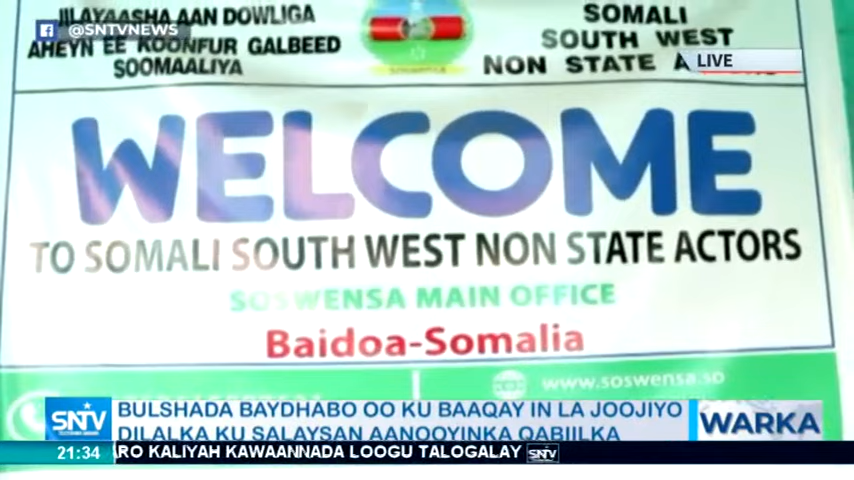 JILAYAASHA AAN DOWLIGA
AHEYN EE KOONFUR GALBEED
SOOMAALIYA
@SNTVNEWS
SOMALI
SOUTH WEST
NON STATE
LIVE
WELCOME
TO SOMALI SOUTH WEST NON STATE ACTORS
SOSWENSA MAIN OFFICE
Baidoa-Somalia
www.soswensa.so
SNTV
BULSHADA BAYDHABO OO KU BAAQAY IN LA JOOJIYO
DILALKA KU SALAYSAN AANOOYINKA QABIILKA
WARKA
21:34
ARO KALIYAH KAWAANNADA LOOGU TALOGALAY SNTV